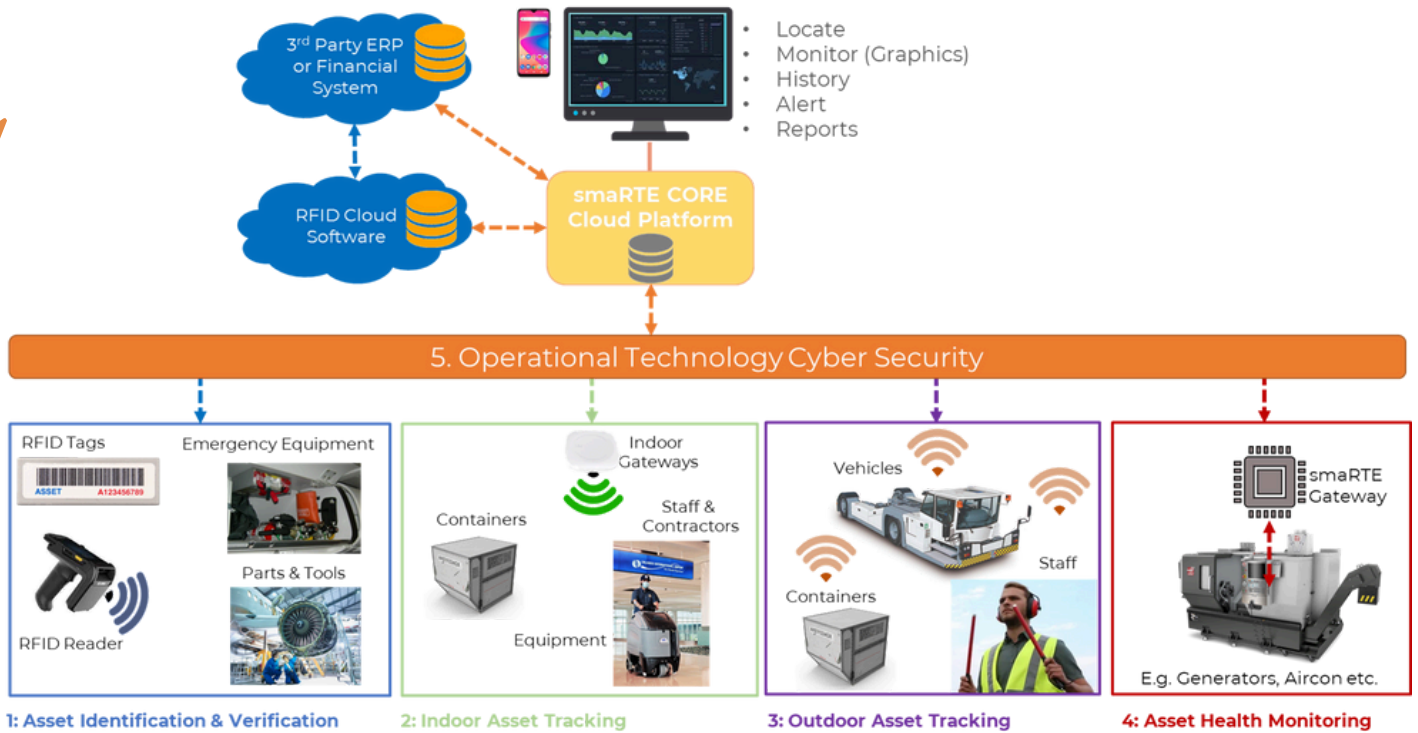 3rd Party ERP
or Financial
System
• Locate
• Monitor (Graphics)
• History
• Alert
• Reports
RFID Cloud
Software
smaRTE CORE
Cloud Platform
5. Operational Technology Cyber Security
RFID Tags
ASSET A123456789
RFID Reader
Emergency Equipment
Parts & Tools
Indoor
Gateways
Containers
Staff &
Contractors
Equipment
Vehicles
Staff
Containers
smaRTE
Gateway
E.g. Generators, Aircon etc.
1: Asset Identification & Verification
2: Indoor Asset Tracking
3: Outdoor Asset Tracking
4: Asset Health Monitoring